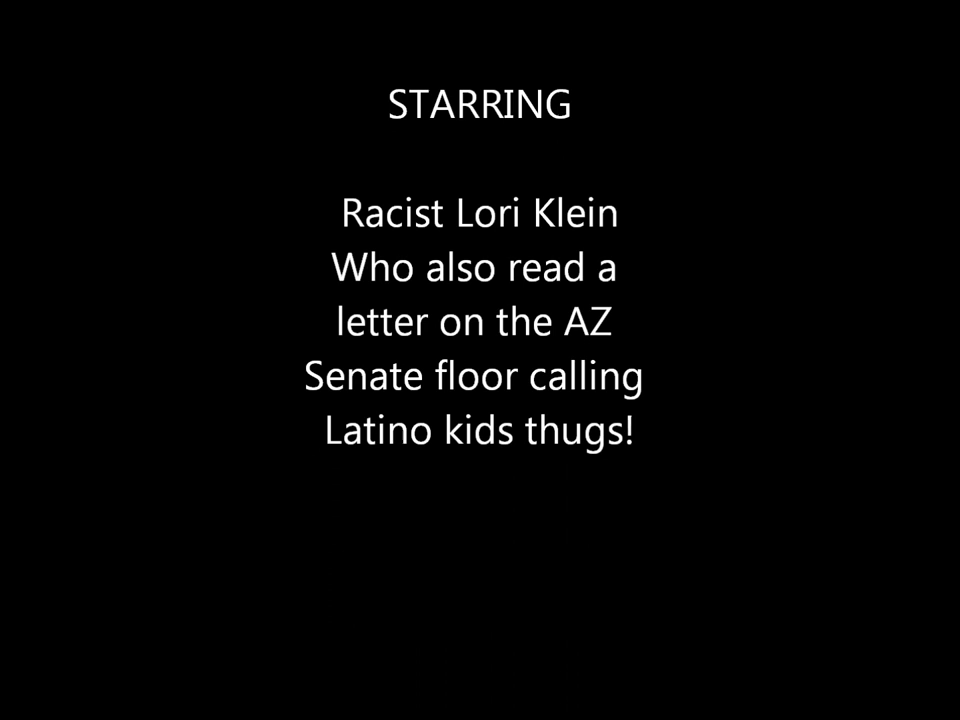 STARRING
Racist Lori Klein
Who also read a
letter on the AZ
Senate floor calling
Latino kids thugs!